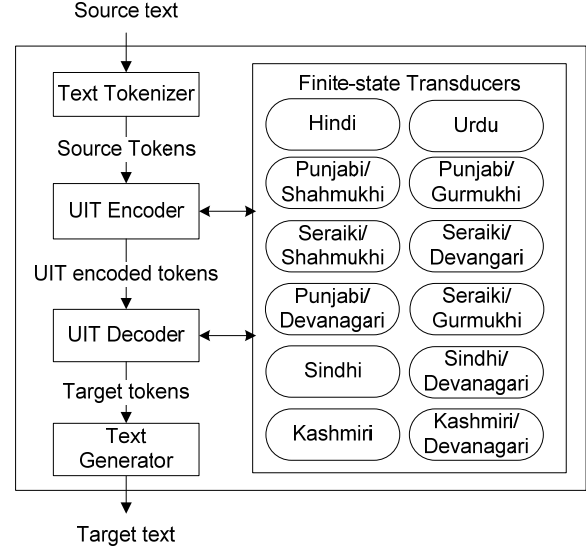 Source text
Text Tokenizer
Source Tokens
UIT Encoder
UIT encoded tokens
UIT Decoder
Target tokens
Text
Generator
Target text
Finite-state Transducers
Hindi
Urdu
Punjabi/
Shahmukhi
Punjabi/
Gurmukhi
Seraiki/
Shahmukhi
Seraiki/
Devangari
Punjabi/
Devanagari
Seraiki/
Gurmukhi
Sindhi
Sindhi/
Devanagari
Kashmiri
Kashmiri/
Devanagari